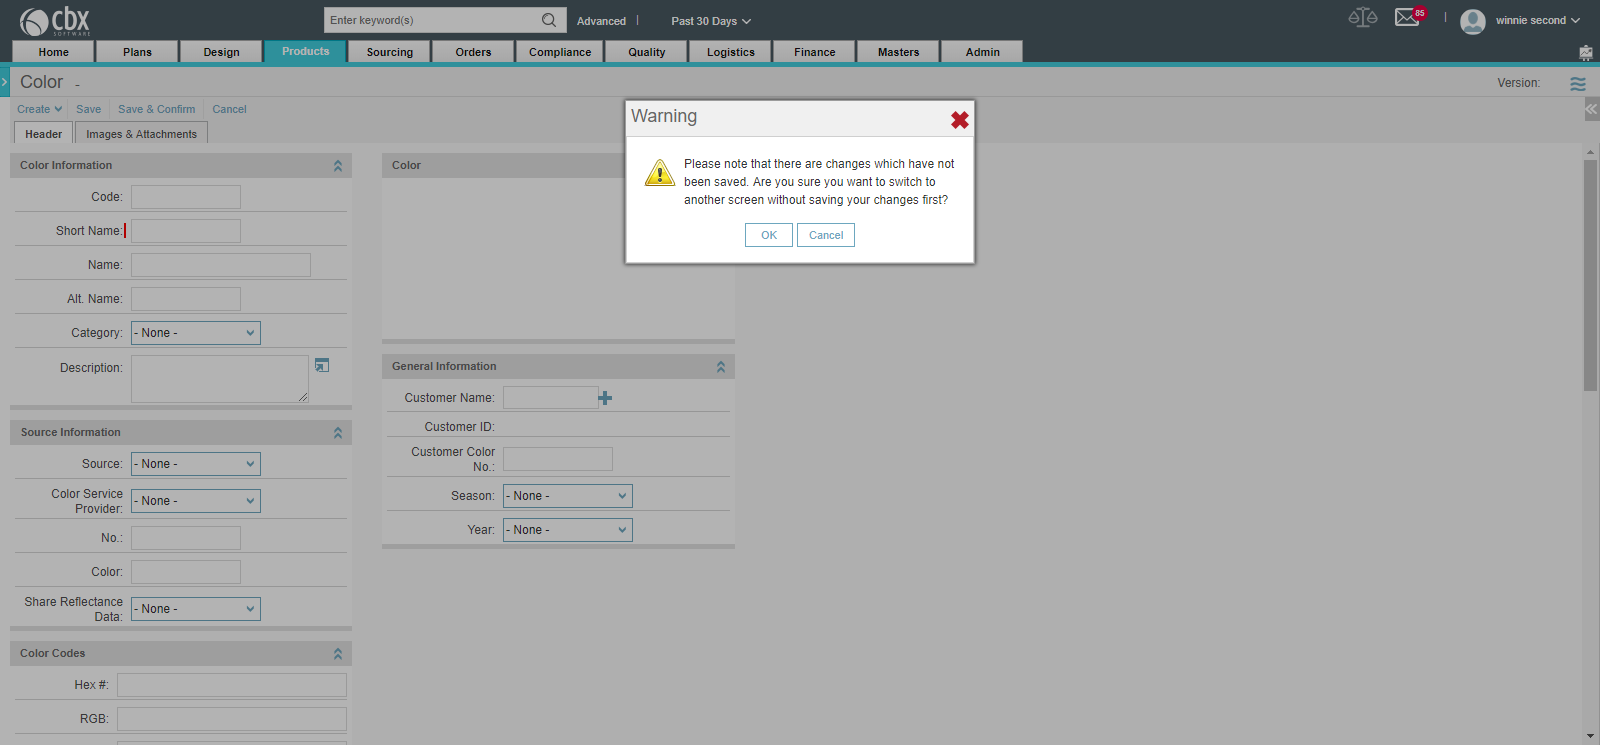 cbx
SOFTWARE
Enter keyword(s)
Advanced
Past 30 Days
85
winnie second
Home
Plans
Design
Products
Sourcing
Orders
Compliance
Quality
Logistics
Finance
Masters
Admin
Color -
Version:
Create
Save
Save & Confirm
Cancel
Header
Images & Attachments
Warning
Please note that there are changes which have not
been saved. Are you sure you want to switch to
another screen without saving your changes first?
OK
Cancel
Color Information
Code:
Short Name:
Name:
Alt. Name:
Category:
- None -
Description:
Source Information
Source:
- None -
Color Service
Provider:
- None -
No.:
Color:
Share Reflectance
Data:
- None -
Color Codes
Hex #:
RGB:
Color
General Information
Customer Name:
Customer ID:
Customer Color
No.:
Season:
- None -
Year:
- None -